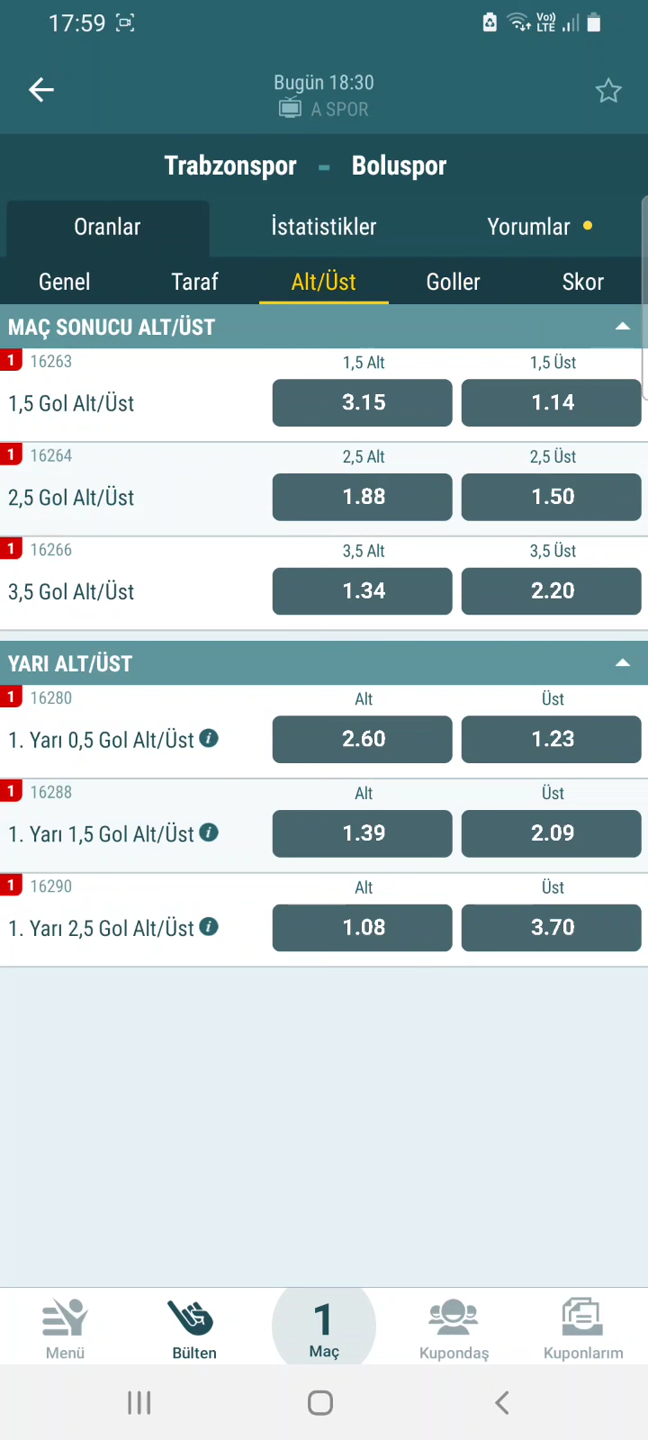 17:59
Vo)) LTE
Bugün 18:30
A SPOR
Trabzonspor - Boluspor
Oranlar İstatistikler Yorumlar
Genel Taraf Alt/Üst Goller Skor
MAÇ SONUCU ALT/ÜST
1 16263 1,5 Alt 1,5 Üst
1,5 Gol Alt/Üst 3.15 1.14
1 16264 2,5 Alt 2,5 Üst
2,5 Gol Alt/Üst 1.88 1.50
1 16266 3,5 Alt 3,5 Üst
3,5 Gol Alt/Üst 1.34 2.20
YARI ALT/ÜST
1 16280 Alt Üst
1. Yarı 0,5 Gol Alt/Üst i 2.60 1.23
1 16288 Alt Üst
1. Yarı 1,5 Gol Alt/Üst i 1.39 2.09
1 16290 Alt Üst
1. Yarı 2,5 Gol Alt/Üst i 1.08 3.70
1
Menü Bülten Maç Kupondaş Kuponlarım